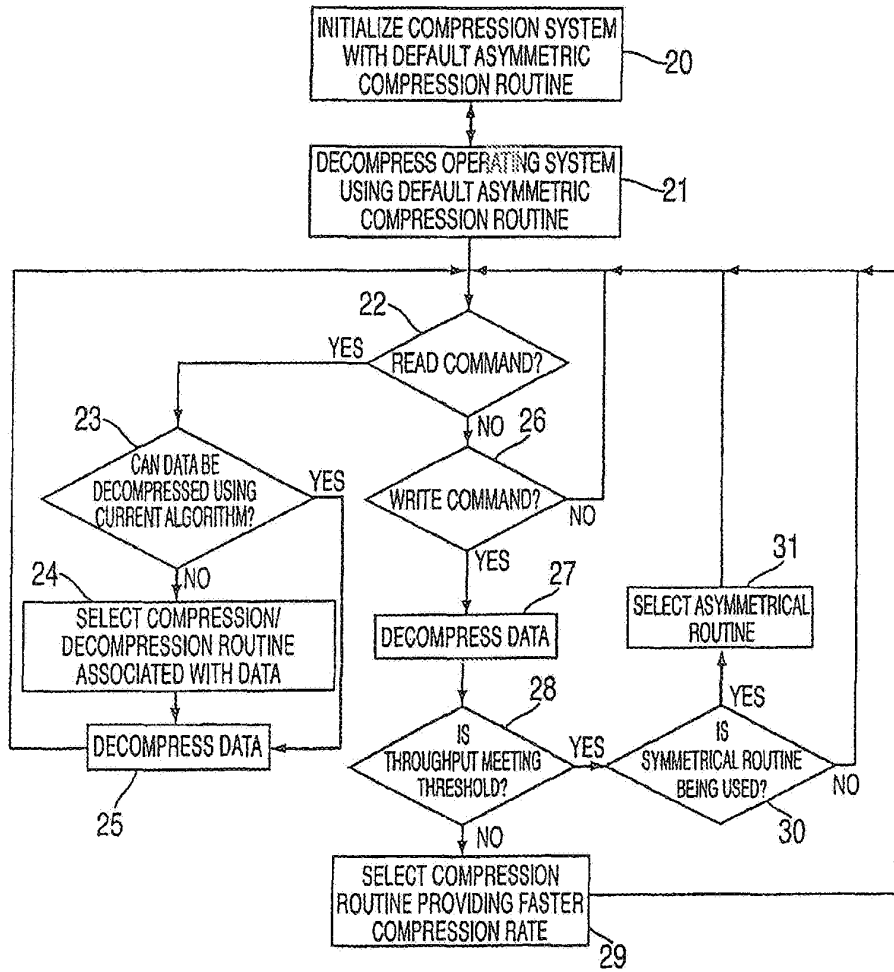 INITIALIZE COMPRESSION SYSTEM
WITH DEFAULT ASYMMETRIC
COMPRESSION ROUTINE
20
DECOMPRESS OPERATING SYSTEM
USING DEFAULT ASYMMETRIC
COMPRESSION ROUTINE
21
22
YES
READ COMMAND?
NO
23
CAN DATA BE
DECOMPRESSED USING
CURRENT ALGORITHM?
YES
NO
26
WRITE COMMAND?
NO
YES
24
SELECT COMPRESSION/
DECOMPRESSION ROUTINE
ASSOCIATED WITH DATA
DECOMPRESS DATA
25
27
DECOMPRESS DATA
31
SELECT ASYMMETRICAL
ROUTINE
28
IS
THROUGHPUT MEETING
THRESHOLD?
YES
NO
YES
IS
SYMMETRICAL ROUTINE
BEING USED?
NO
30
SELECT COMPRESSION
ROUTINE PROVIDING FASTER
COMPRESSION RATE
29